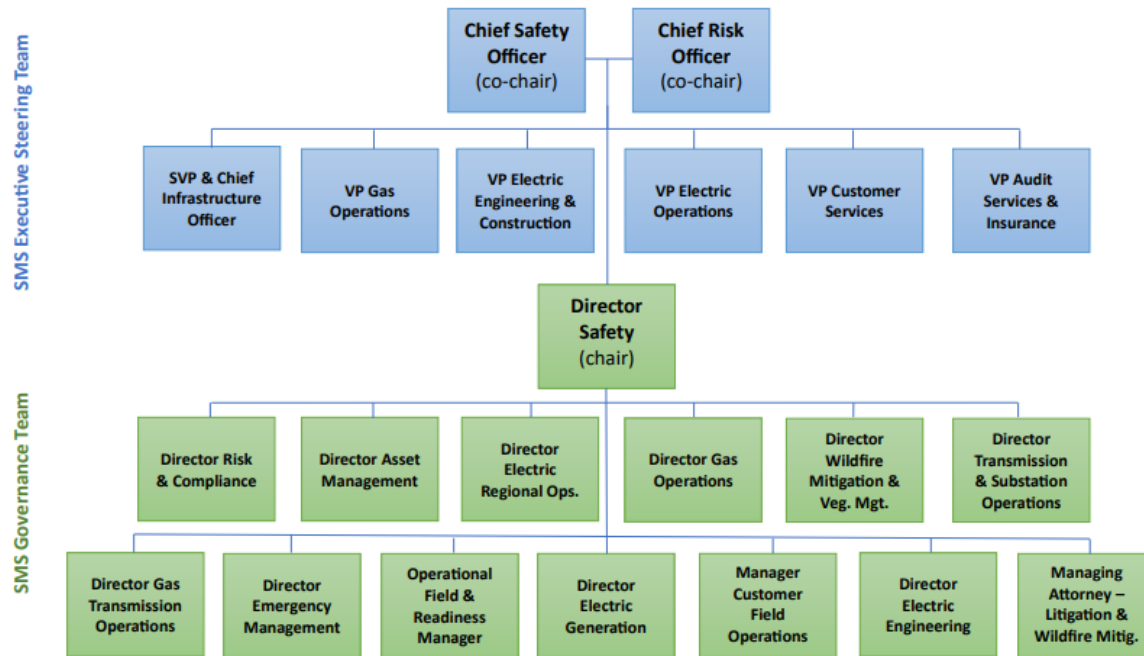 SMS Executive Steering Team
Chief Safety
Officer
(co-chair)
Chief Risk
Officer
(co-chair)
SVP & Chief
Infrastructure
Officer
VP Gas
Operations
VP Electric
Engineering &
Construction
VP Electric
Operations
VP Customer
Services
VP Audit
Services &
Insurance
SMS Governance Team
Director
Safety
(chair)
Director Risk
& Compliance
Director Asset
Management
Director
Electric
Regional Ops.
Director Gas
Operations
Director
Wildfire
Mitigation &
Veg. Mgt.
Director
Transmission
& Substation
Operations
Director Gas
Transmission
Operations
Director
Emergency
Management
Operational
Field &
Readiness
Manager
Director
Electric
Generation
Manager
Customer
Field
Operations
Director
Electric
Engineering
Managing
Attorney –
Litigation &
Wildfire Mitig.